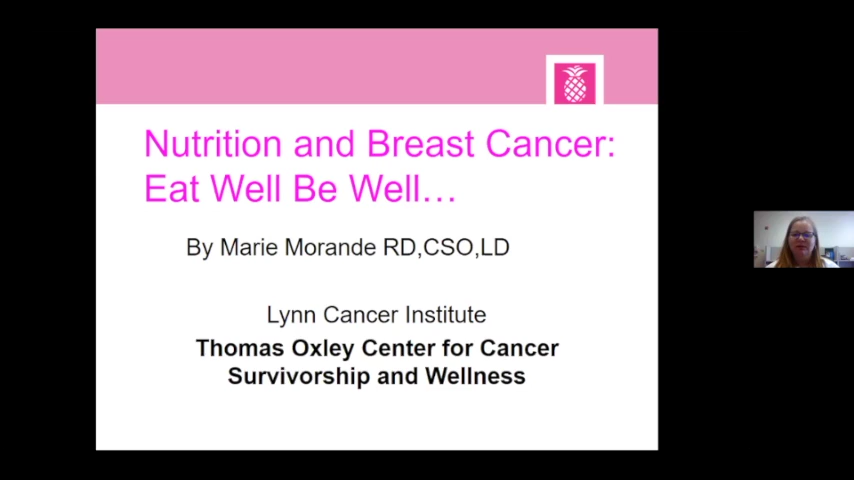 Nutrition and Breast Cancer:
Eat Well Be Well…
By Marie Morande RD,CSO,LD
Lynn Cancer Institute
Thomas Oxley Center for Cancer
Survivorship and Wellness